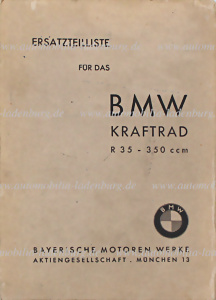 ERSATZTEILLISTE
FÜR DAS
BMW
KRAFTRAD
R 35 - 350 ccm
BMW
BAYERISCHE MOTOREN WERKE
AKTIENGESELLSCHAFT · MÜNCHEN 13